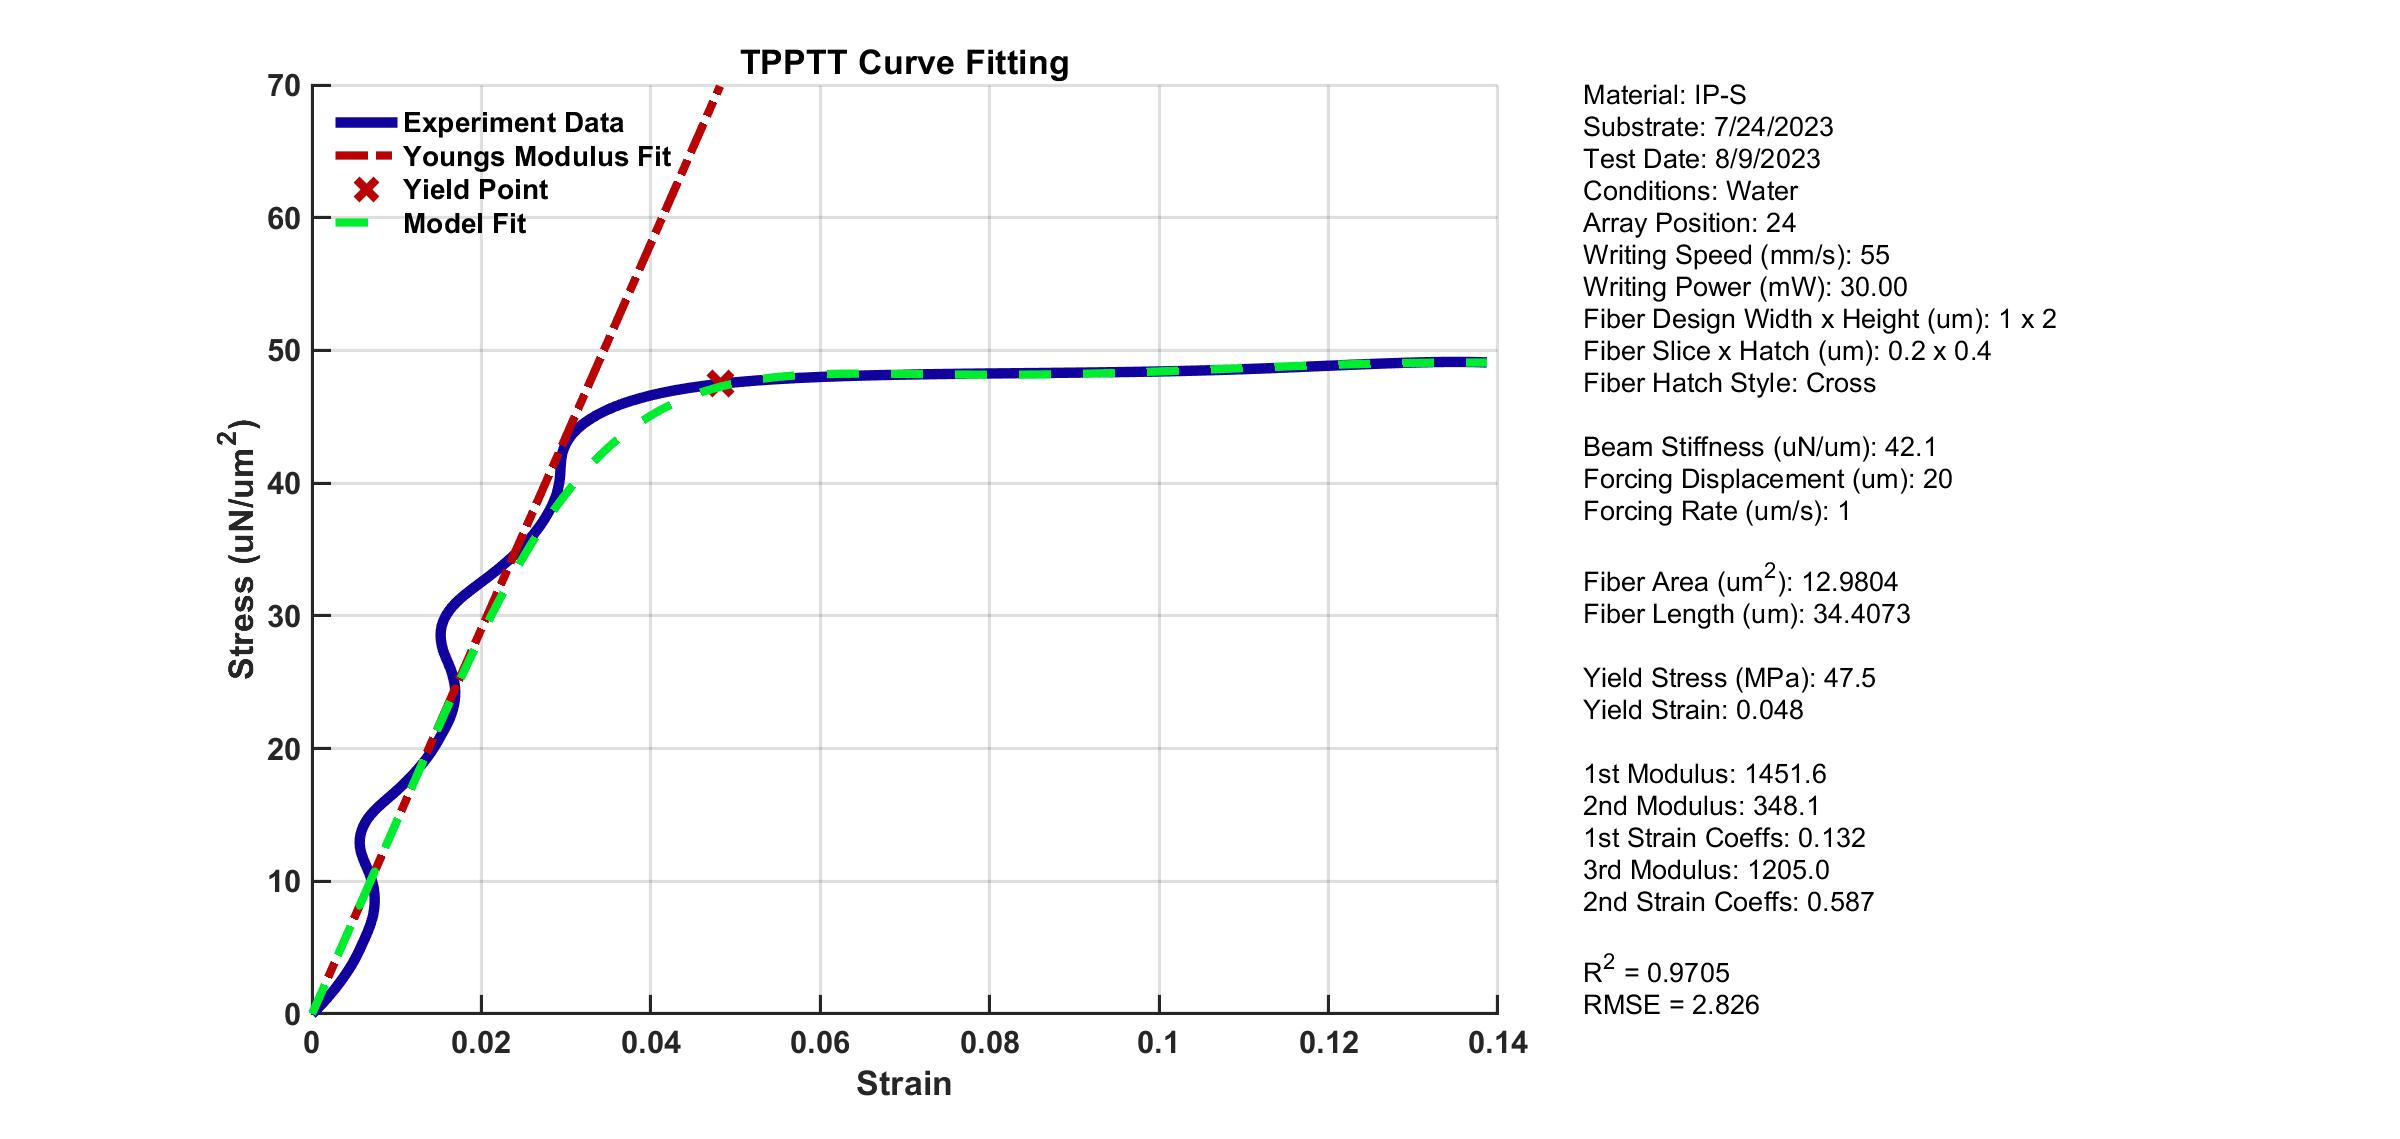 TPPTT Curve Fitting
70
60
50
40
30
20
10
0
Stress (uN/um²)
Experiment Data
Youngs Modulus Fit
Yield Point
Model Fit
0 0.02 0.04 0.06 0.08 0.1 0.12 0.14
Strain
Material: IP-S
Substrate: 7/24/2023
Test Date: 8/9/2023
Conditions: Water
Array Position: 24
Writing Speed (mm/s): 55
Writing Power (mW): 30.00
Fiber Design Width x Height (um): 1 x 2
Fiber Slice x Hatch (um): 0.2 x 0.4
Fiber Hatch Style: Cross
Beam Stiffness (uN/um): 42.1
Forcing Displacement (um): 20
Forcing Rate (um/s): 1
Fiber Area (um²): 12.9804
Fiber Length (um): 34.4073
Yield Stress (MPa): 47.5
Yield Strain: 0.048
1st Modulus: 1451.6
2nd Modulus: 348.1
1st Strain Coeffs: 0.132
3rd Modulus: 1205.0
2nd Strain Coeffs: 0.587
R² = 0.9705
RMSE = 2.826